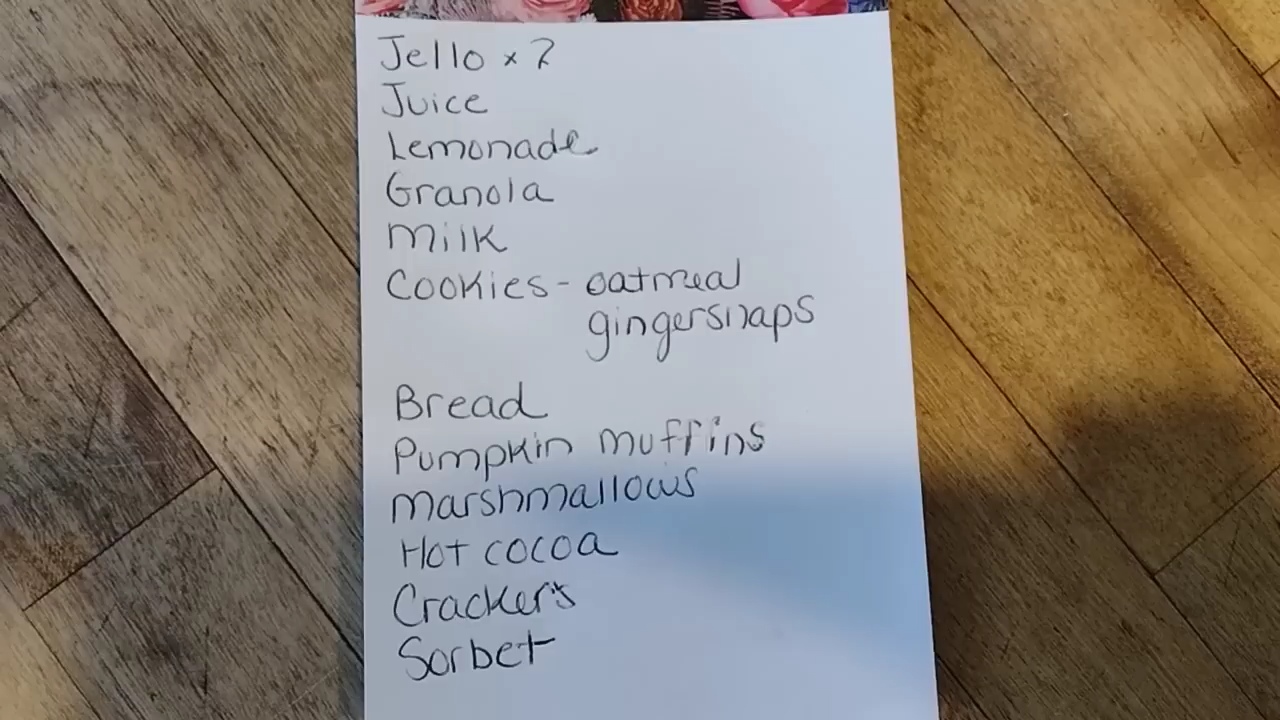 Jello x 2
Juice
Lemonade
Granola
Milk
Cookies - oatmeal
gingersnaps
Bread
Pumpkin muffins
Marshmallows
Hot cocoa
Crackers
Sorbet